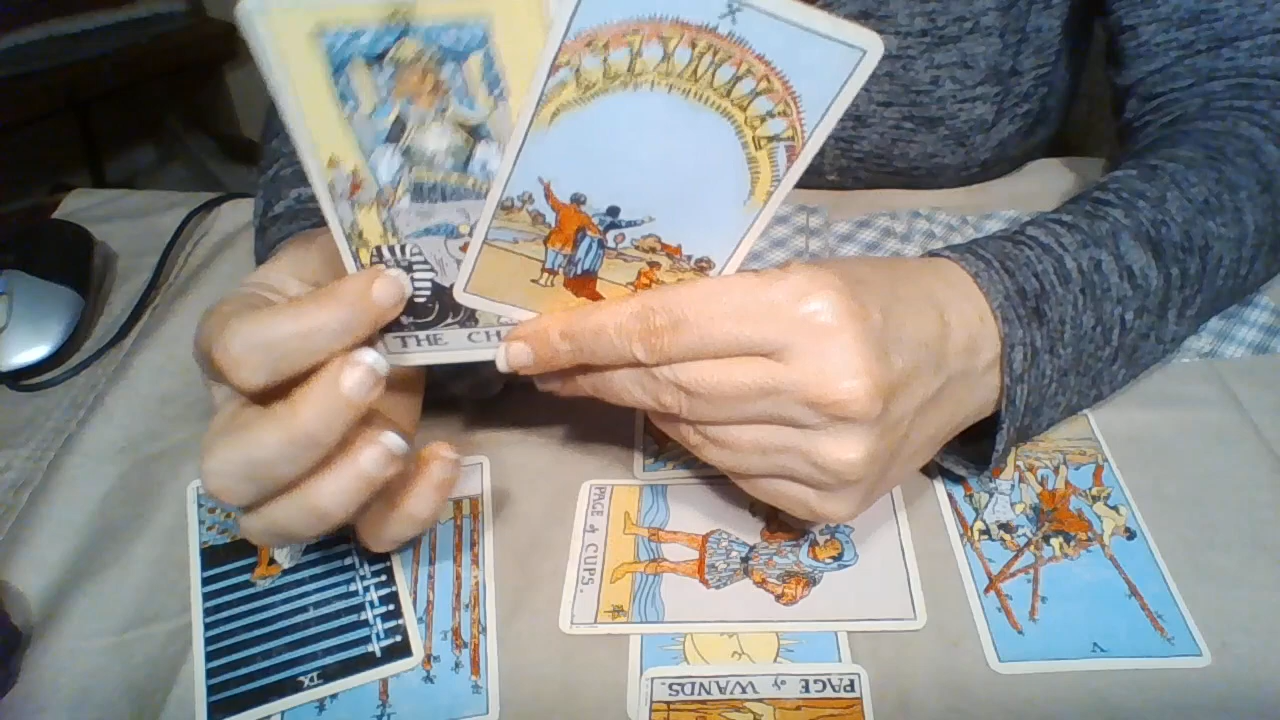 X
THE CH
PAGE of CUPS.
IX
V
PAGE of WANDS.